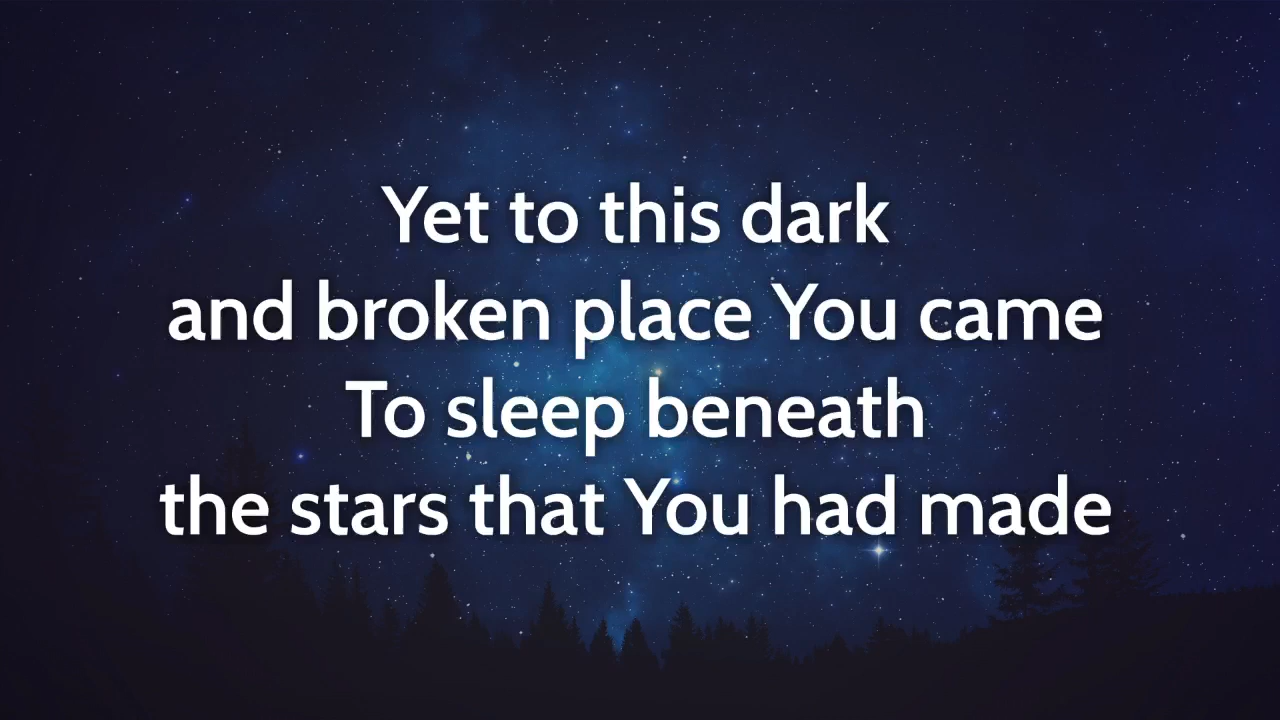 Yet to this dark
and broken place You came
To sleep beneath
the stars that You had made